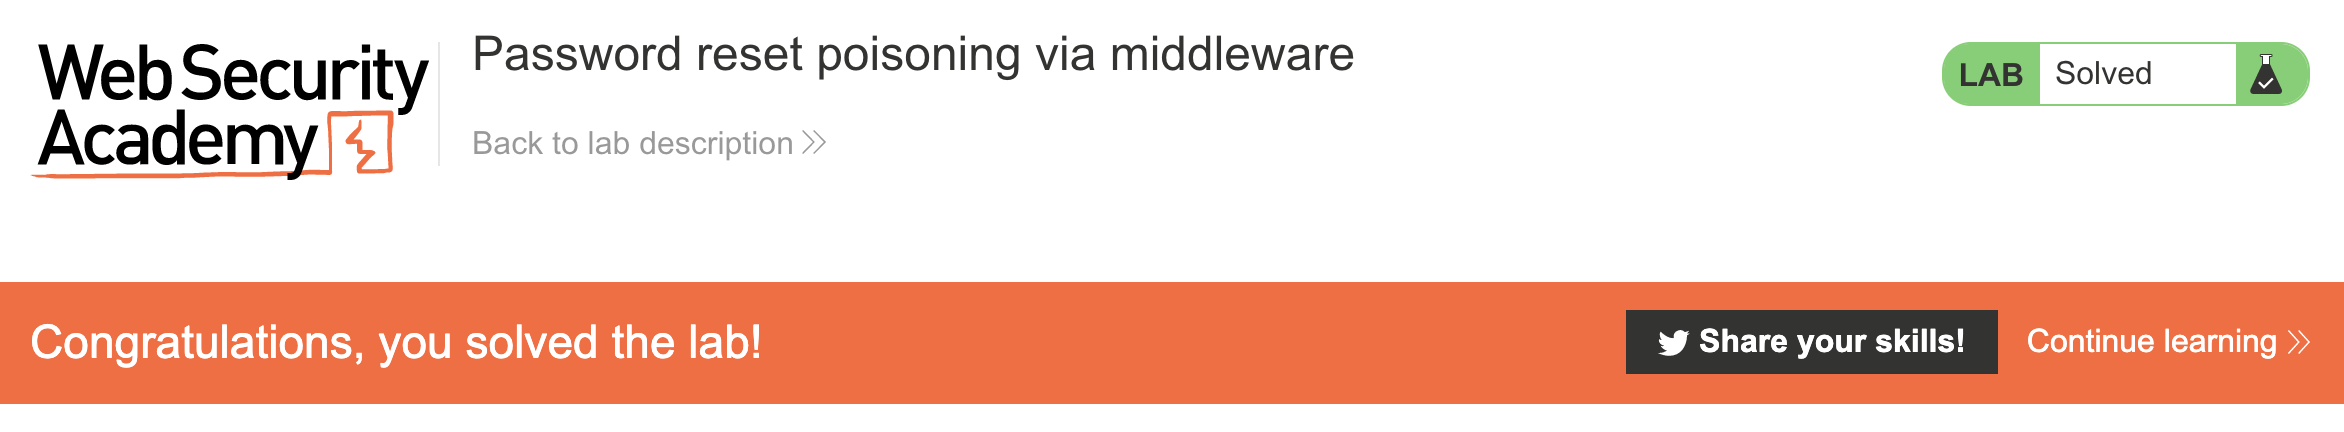 Web Security
Academy
Password reset poisoning via middleware
Back to lab description
LAB Solved
Congratulations, you solved the lab!
Share your skills!
Continue learning